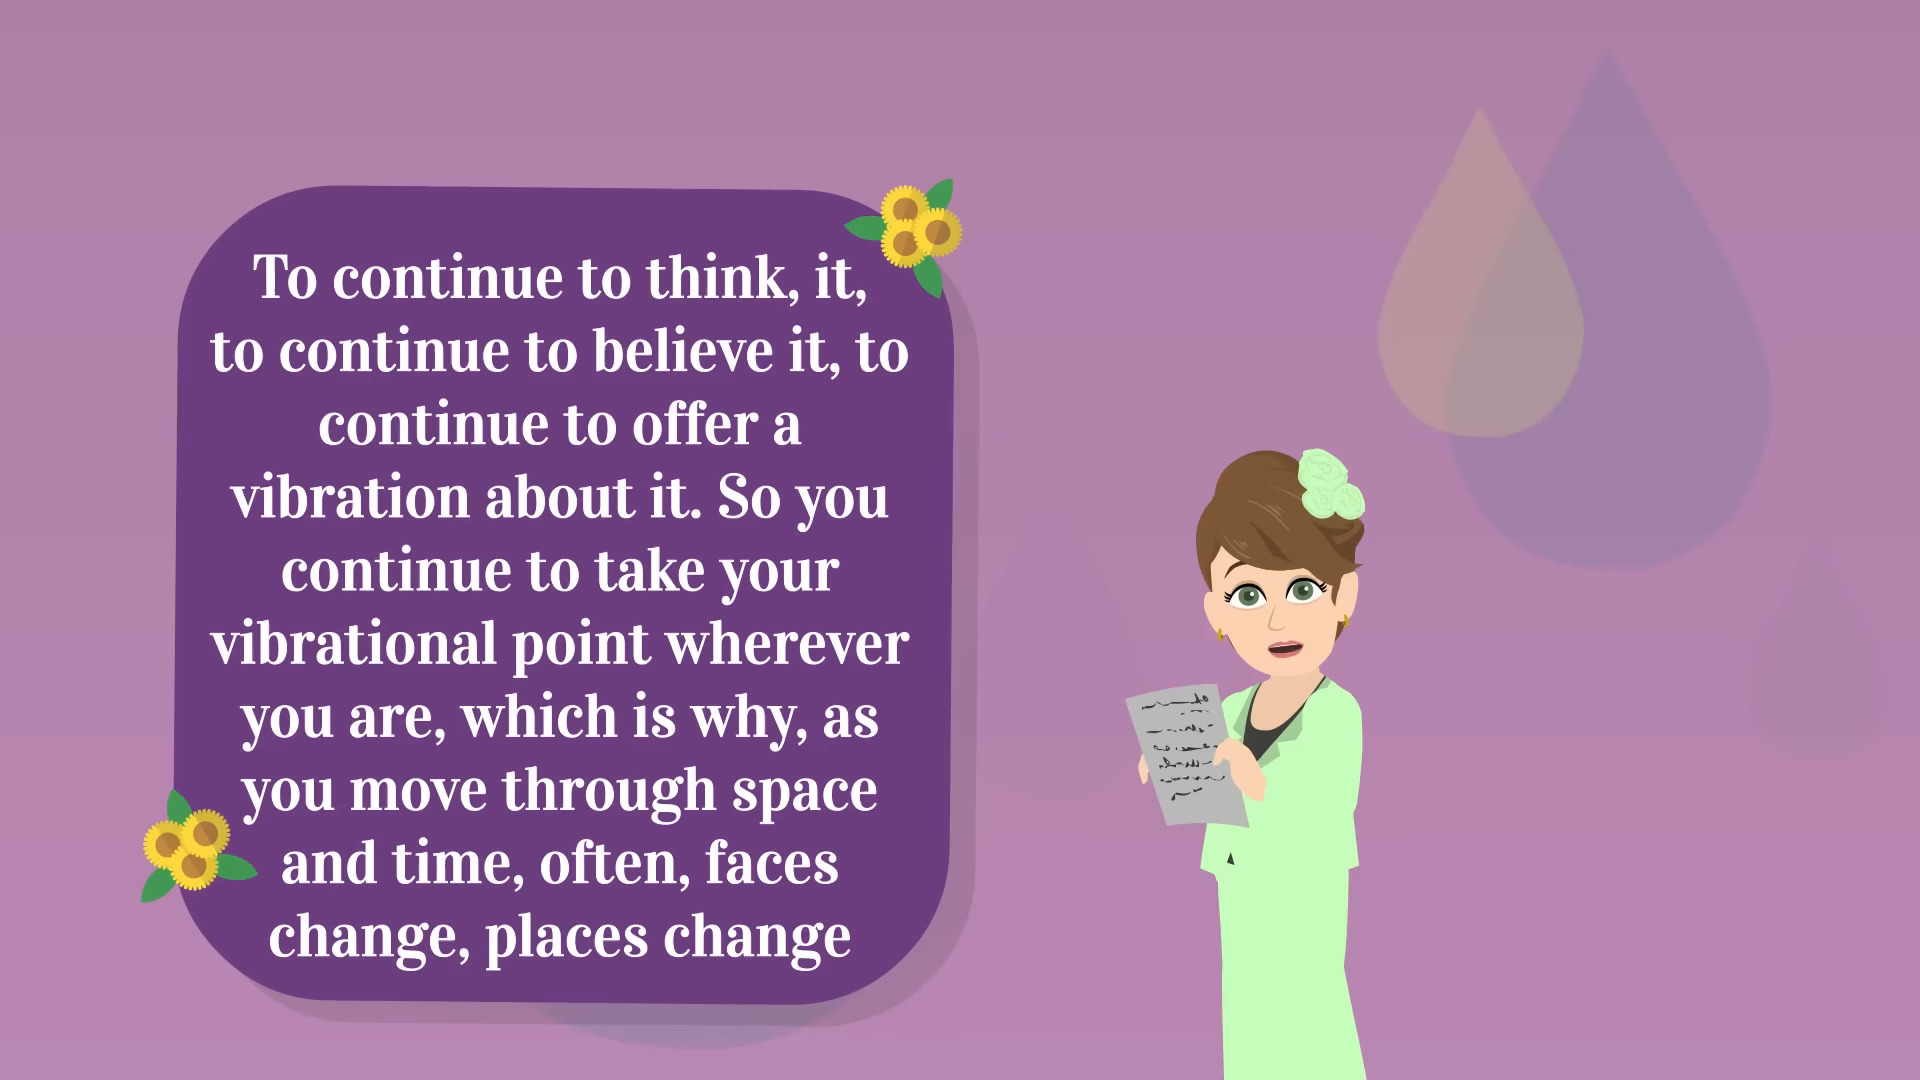 To continue to think, it,
to continue to believe it, to
continue to offer a
vibration about it. So you
continue to take your
vibrational point wherever
you are, which is why, as
you move through space
and time, often, faces
change, places change